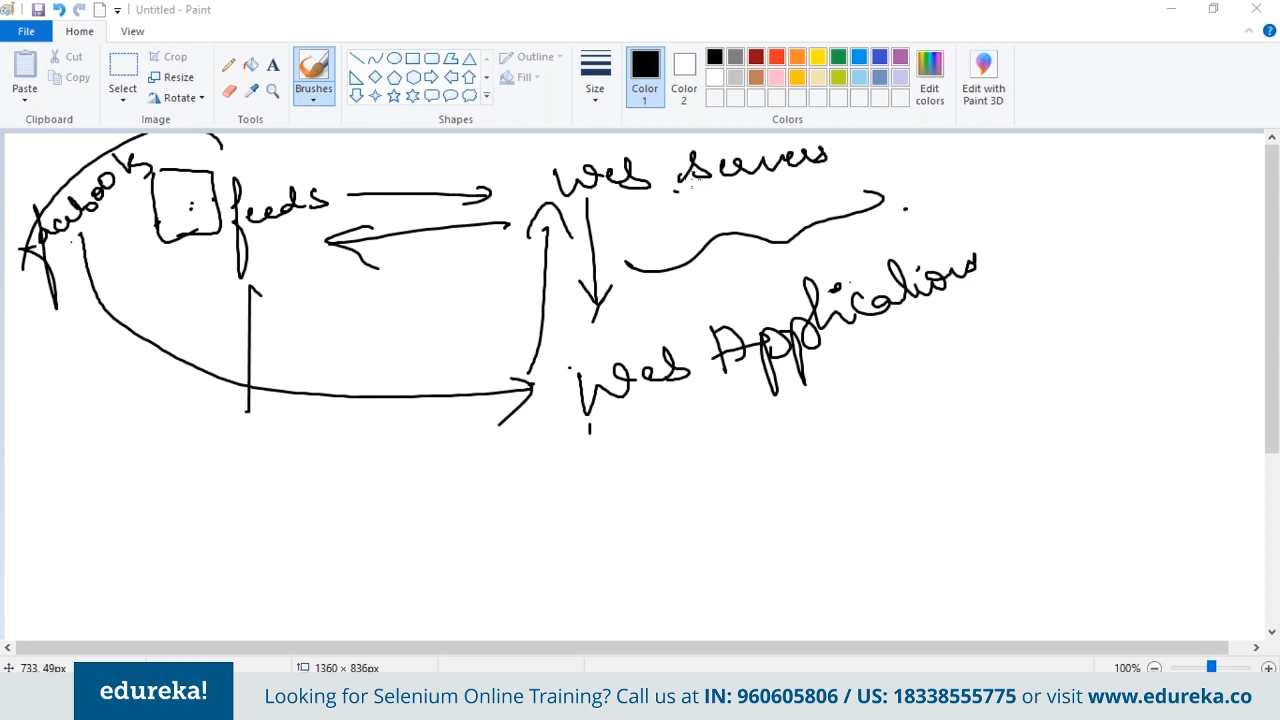 Untitled - Paint
File Home View
Paste
Cut
Copy
Clipboard
Select
Crop
Resize
Rotate
Image
A
Tools
Brushes
Outline
Fill
Shapes
Size
Color 1
Color 2
Edit colors
Colors
Edit with Paint 3D
facebook
feeds
Web Servers
Web Applications
733, 49px
1360 × 836px
100%
edureka!
Looking for Selenium Online Training? Call us at IN: 960605806 / US: 18338555775 or visit www.edureka.co